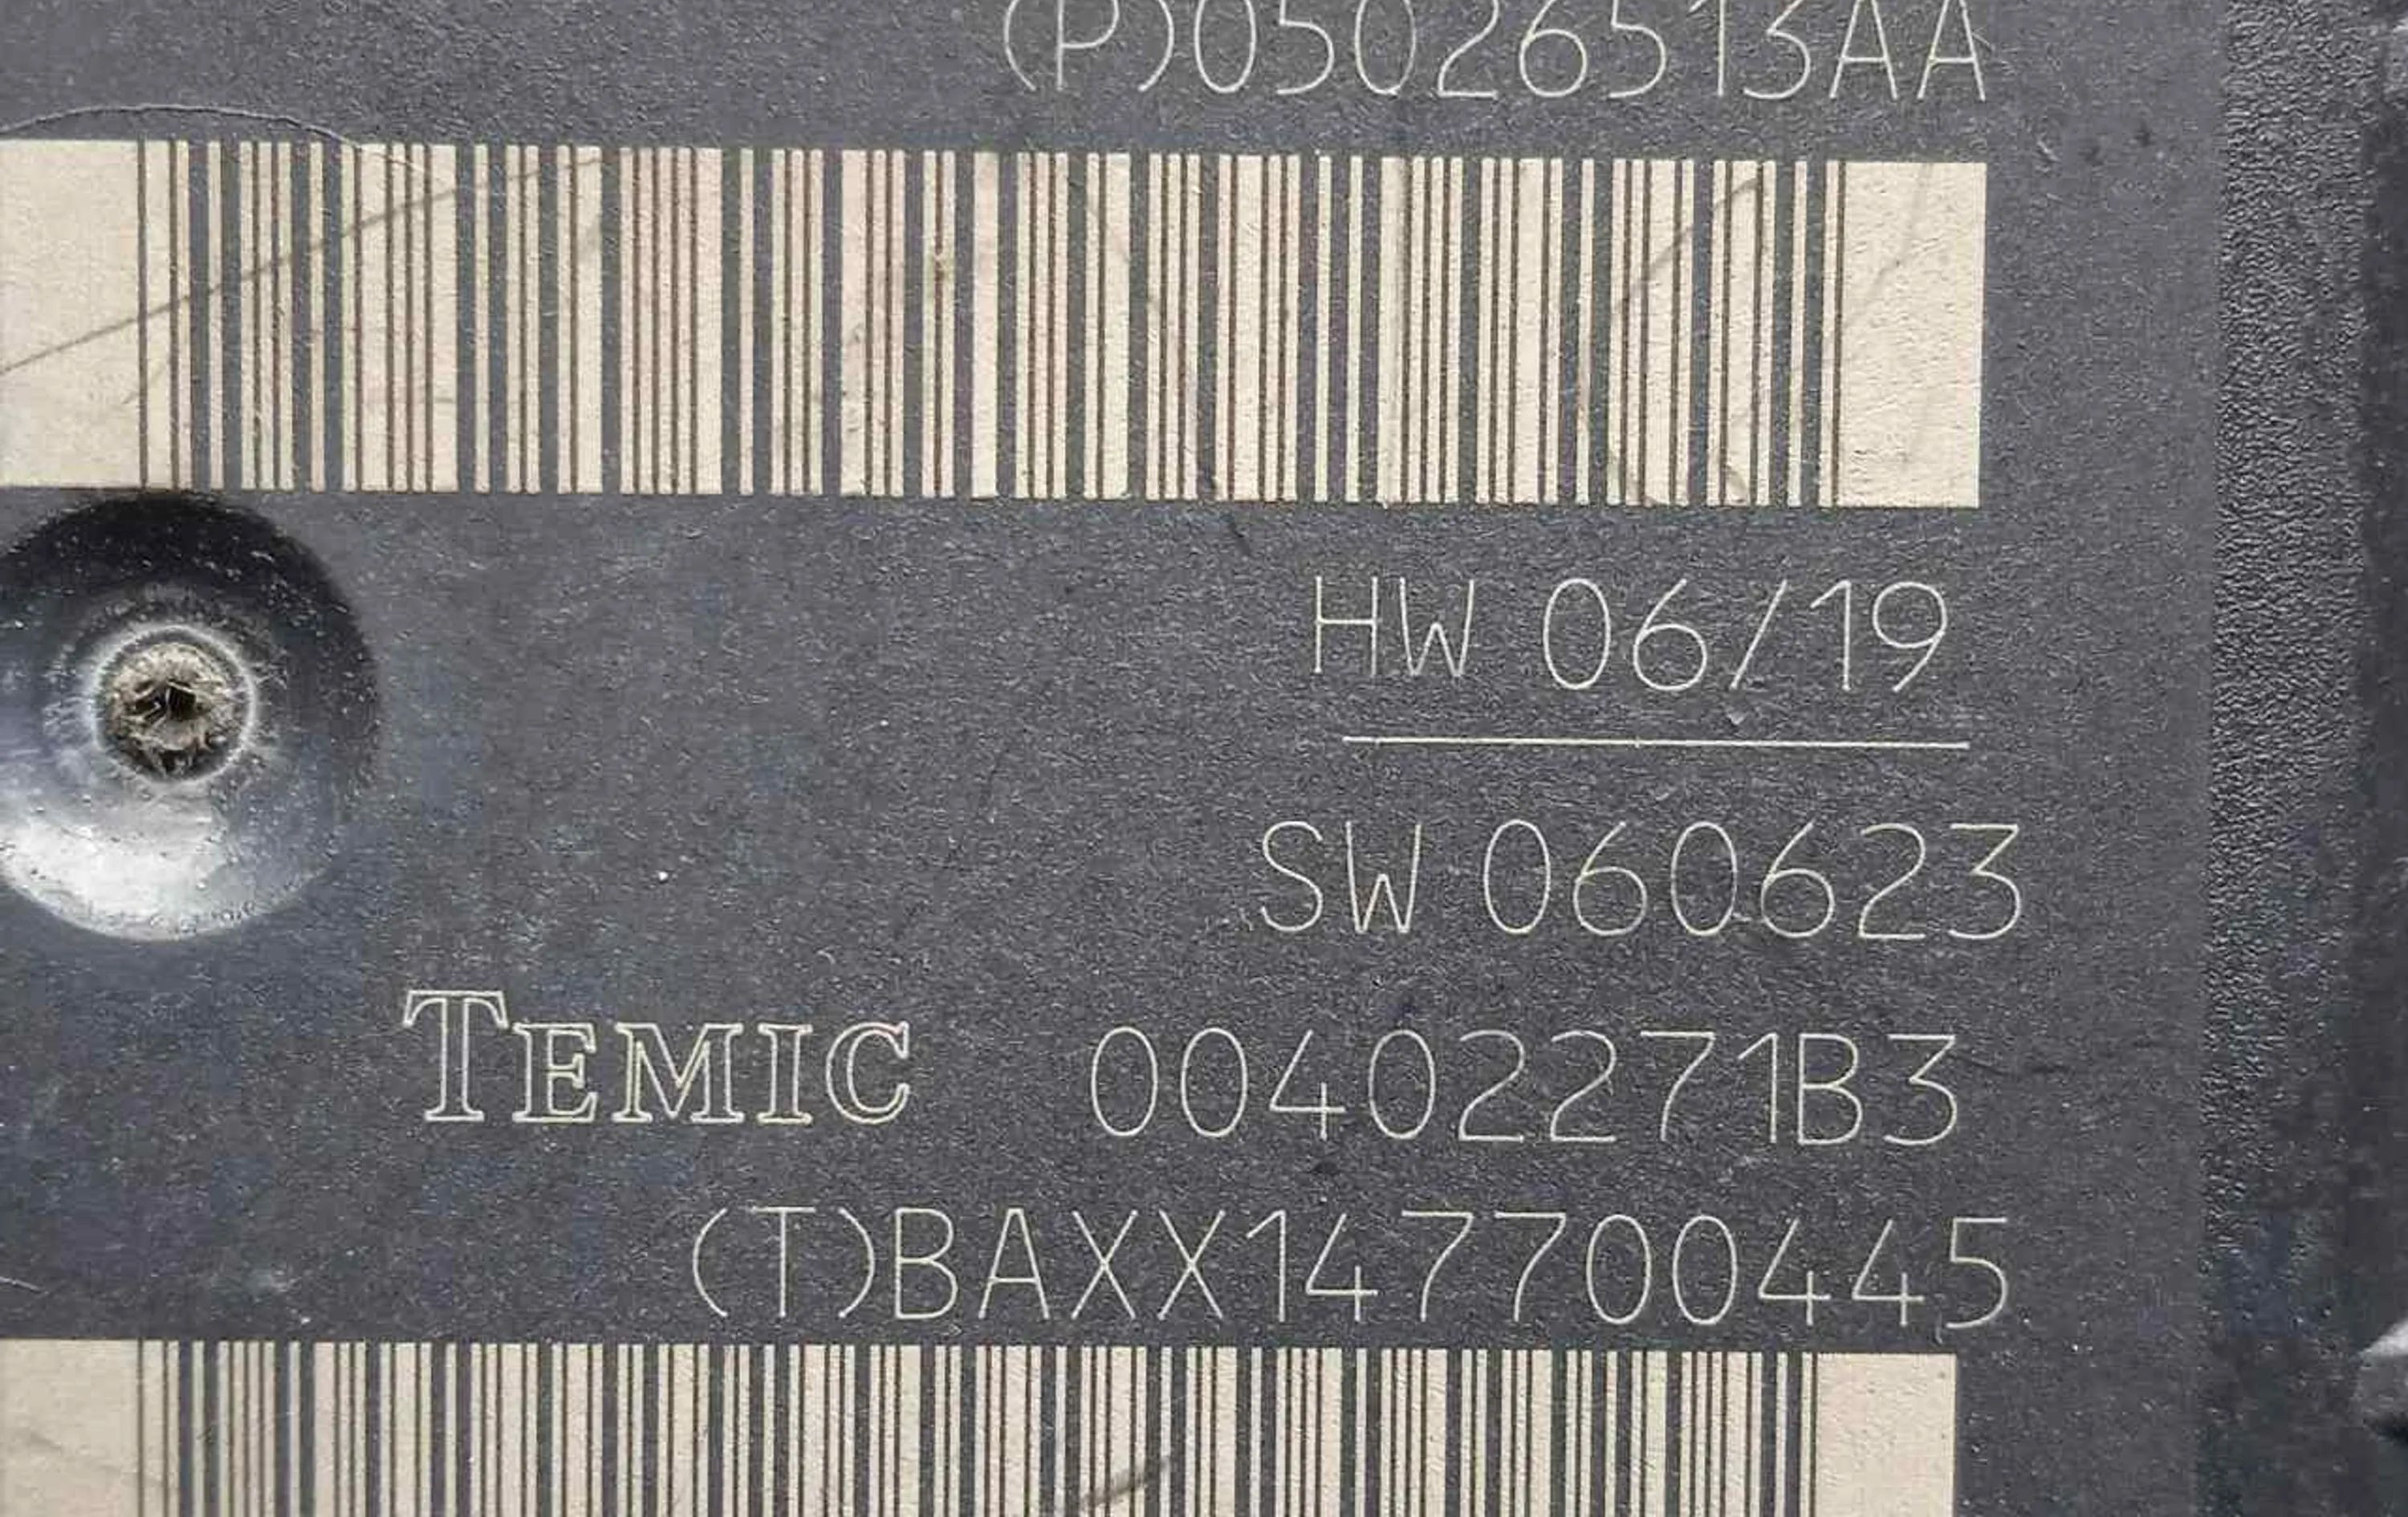 (P)05026513AA
HW 06/19
SW 060623
TEMIC 00402271B3
(T)BAXX147700445